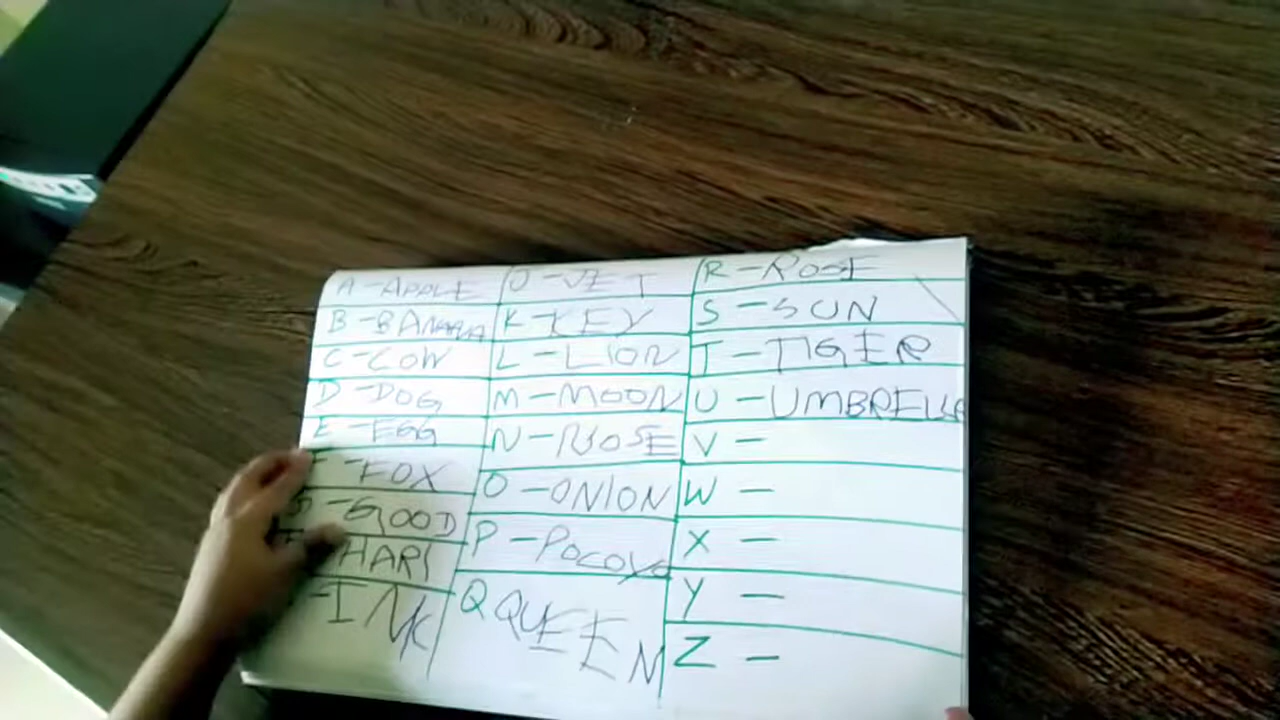 A - APPLE
B - BANANA
C - COW
D - DOG
E - EGG
F - FOX
G - GOOD
HARI
- INK
J - JET
K - KEY
L - LION
M - MOON
N - NOSE
O - ONION
P - POCOYO
Q QUEEN
R - ROSE
S - SUN
T - TIGER
U - UMBRELLA
V -
W -
X -
Y -
Z -